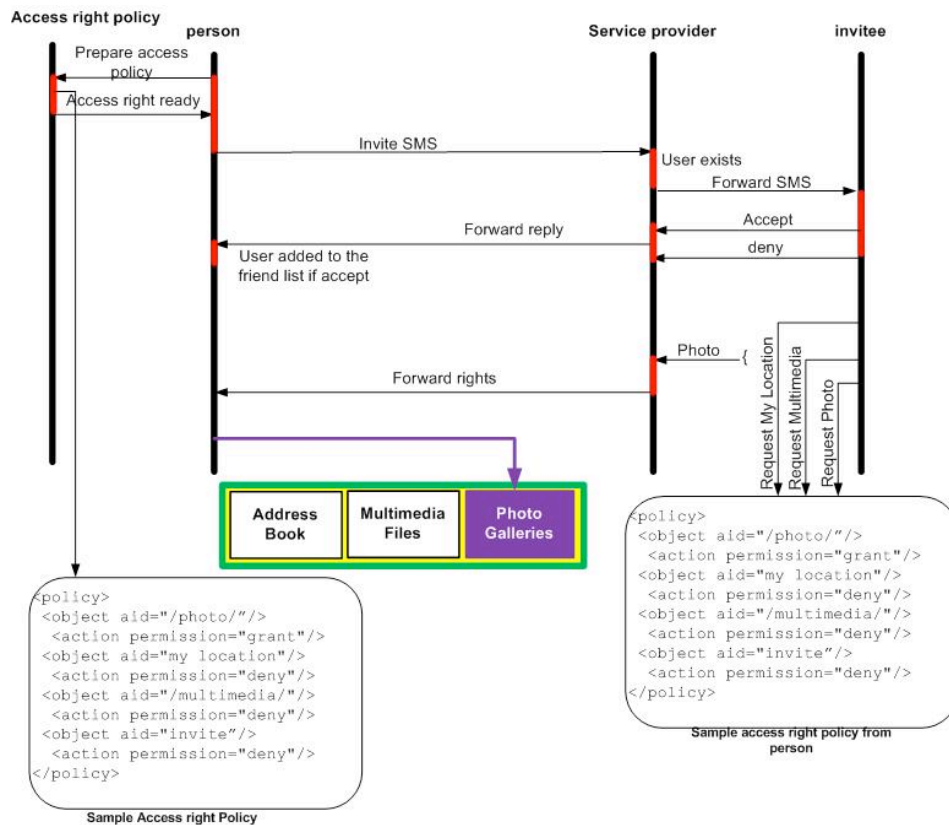 Access right policy
person
Service provider
invitee
Prepare access
policy
Access right ready
Invite SMS
User exists
Forward SMS
Accept
Forward reply
deny
User added to the
friend list if accept
Photo
{
Forward rights
Request My Location
Request Multimedia
Request Photo
Address
Book
Multimedia
Files
Photo
Galleries
<policy>
<object aid="/photo/”/>
<action permission="grant"/>
<object aid="my location"/>
<action permission="deny"/>
<object aid="/multimedia/"/>
<action permission="deny"/>
<object aid="invite”/>
<action permission="deny"/>
</policy>
Sample access right policy from
person
<policy>
<object aid="/photo/”/>
<action permission="grant"/>
<object aid="my location"/>
<action permission="deny"/>
<object aid="/multimedia/"/>
<action permission="deny"/>
<object aid="invite”/>
<action permission="deny"/>
</policy>
Sample Access right Policy